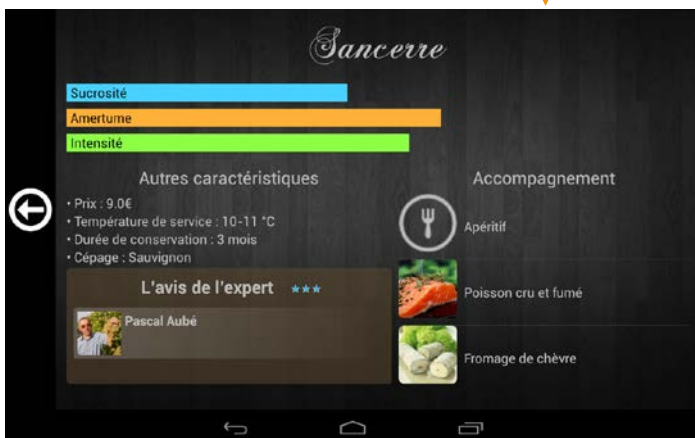 Sancerre
Sucrosité
Amertume
Intensité
Autres caractéristiques
• Prix : 9.0€
• Température de service : 10-11 °C
• Durée de conservation : 3 mois
• Cépage : Sauvignon
L'avis de l'expert
Pascal Aubé
Accompagnement
Apéritif
Poisson cru et fumé
Fromage de chèvre